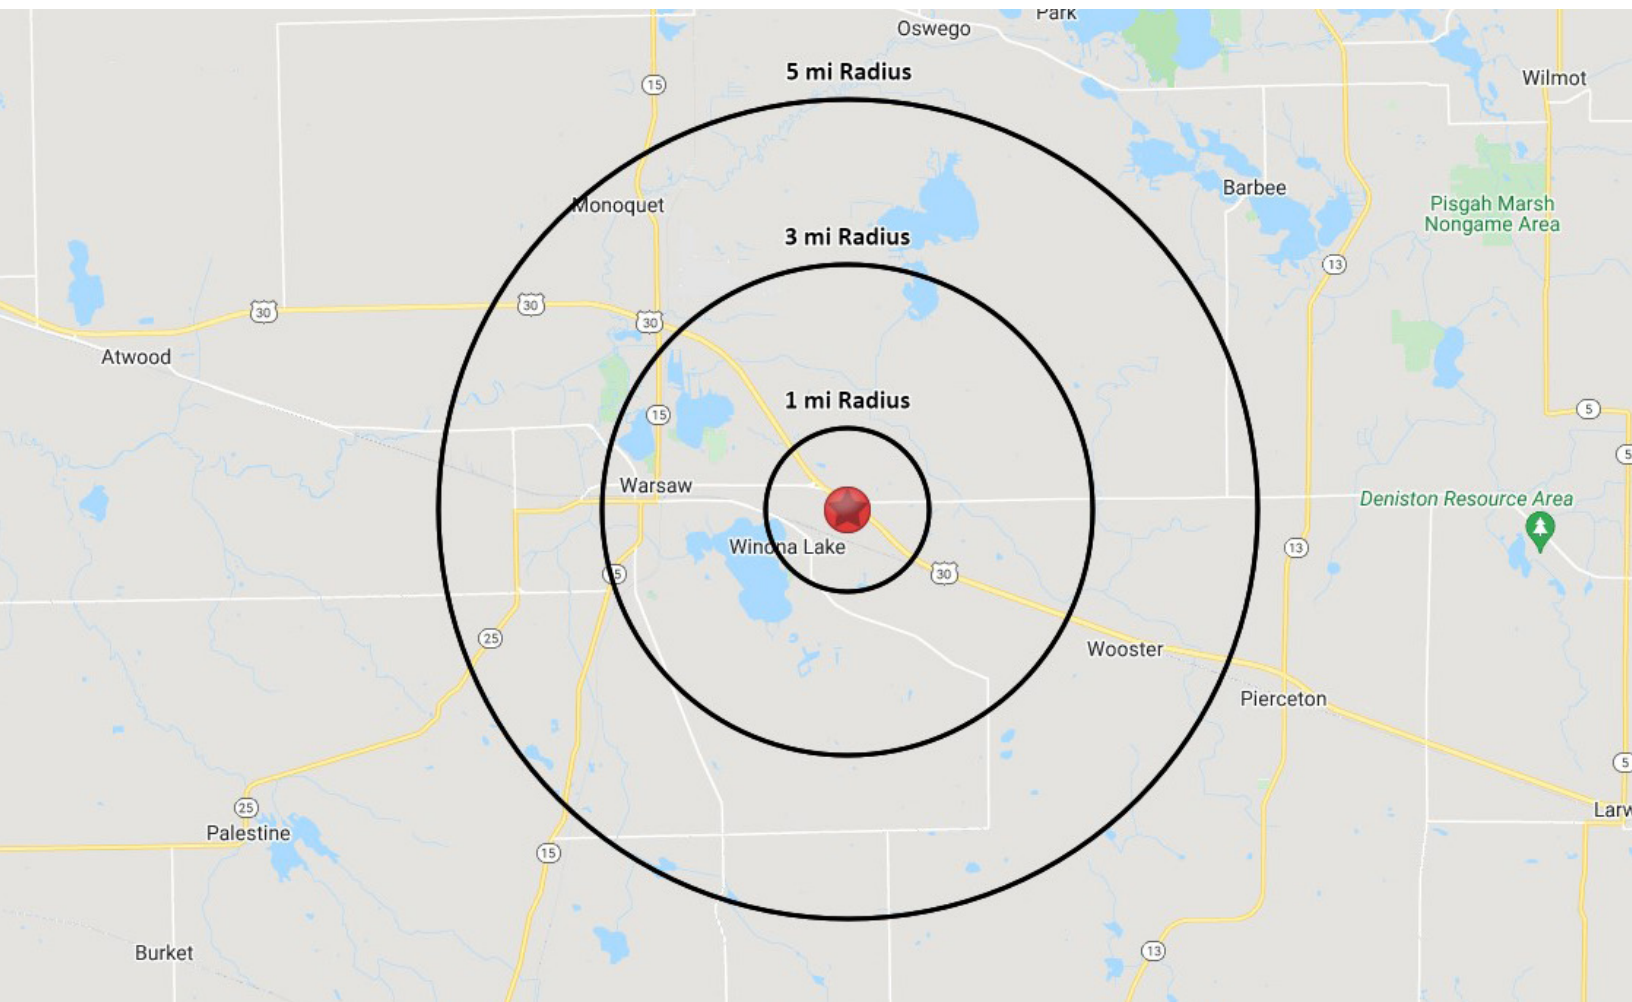 Park
Oswego
5 mi Radius
15
Wilmot
Barbee
Monoquet
Pisgah Marsh
Nongame Area
3 mi Radius
13
30
30
30
Atwood
1 mi Radius
5
15
5
Warsaw
Deniston Resource Area
Winona Lake
13
30
25
Wooster
Pierceton
5
25
Larw
Palestine
15
Burket
13